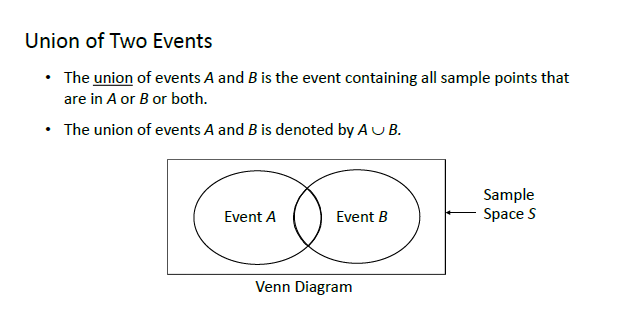 Union of Two Events
• The union of events A and B is the event containing all sample points that
are in A or B or both.
• The union of events A and B is denoted by A ∪ B.
Event A
Event B
Sample
Space S
Venn Diagram